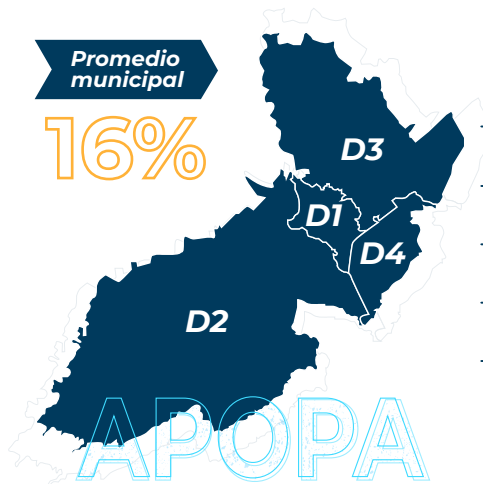 Promedio
municipal
16%
D3
D1
D4
D2
APOPA